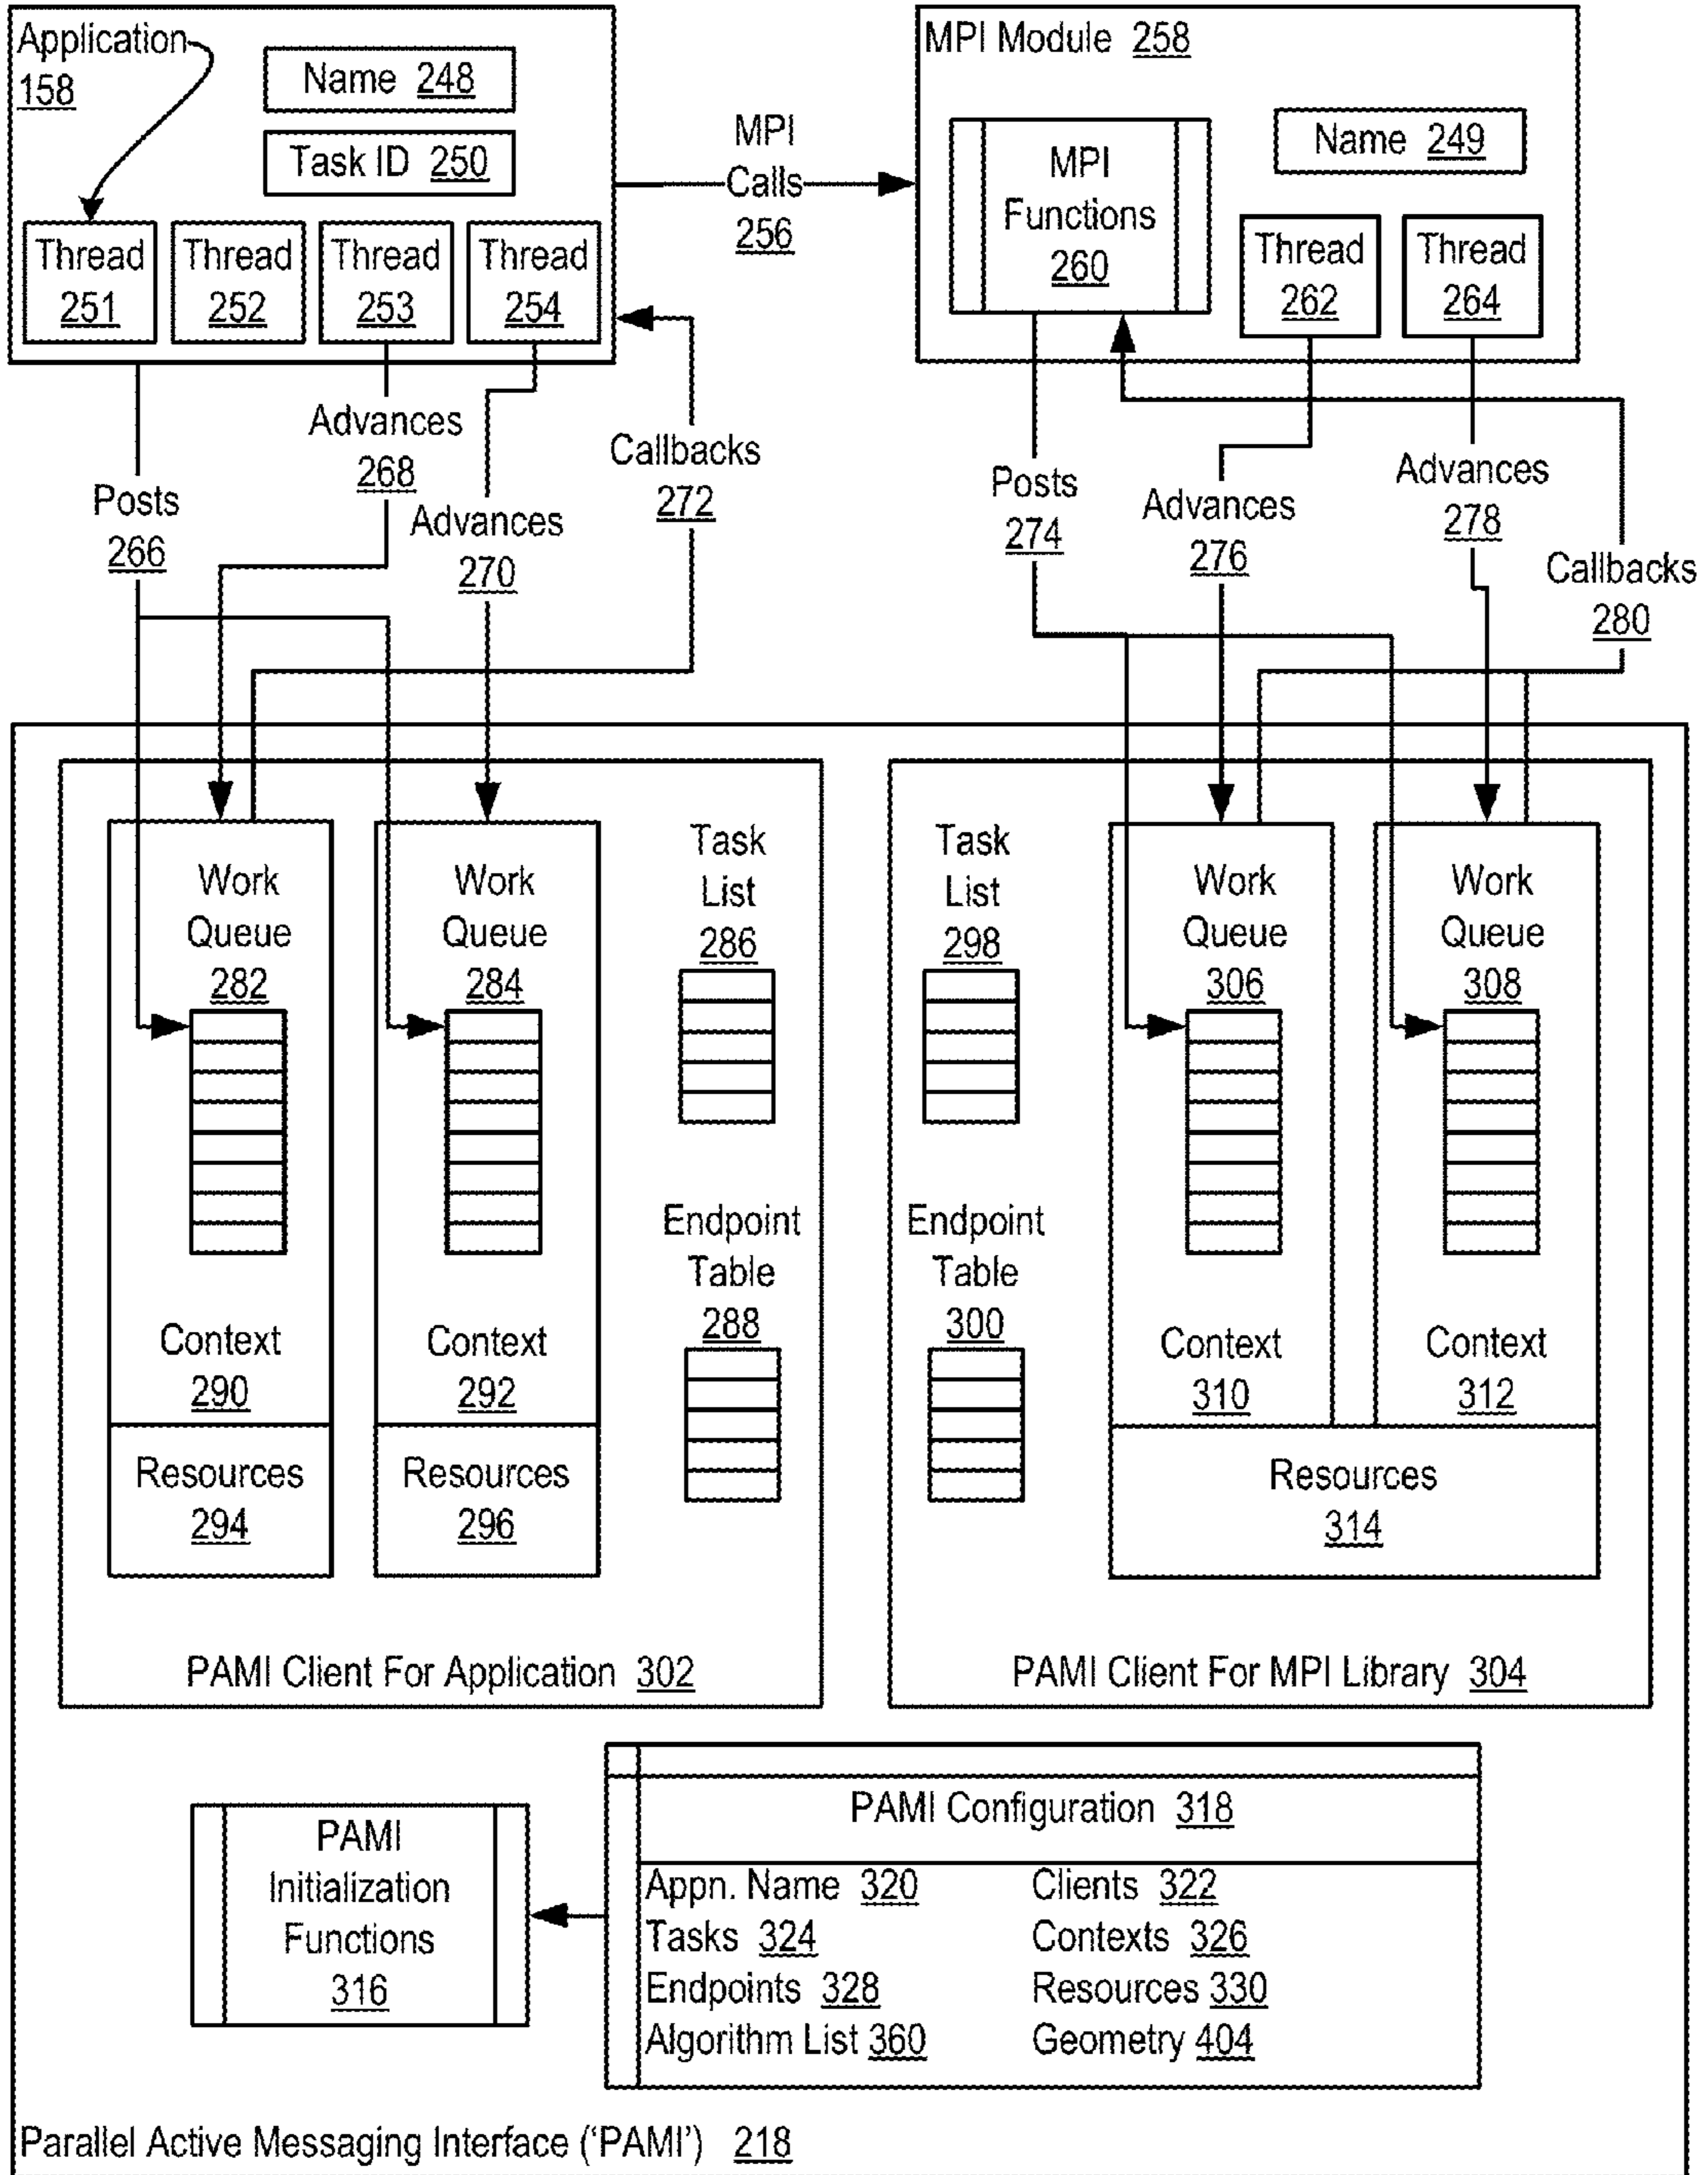 Application
158
Name 248
Task ID 250
Thread
251
Thread
252
Thread
253
Thread
254
MPI
Calls
256
MPI Module 258
MPI
Functions
260
Name 249
Thread
262
Thread
264
Posts
266
Advances
268
Advances
270
Callbacks
272
Posts
274
Advances
276
Advances
278
Callbacks
280
Work
Queue
282
Context
290
Resources
294
Work
Queue
284
Context
292
Resources
296
Task
List
286
Endpoint
Table
288
PAMI Client For Application 302
Task
List
298
Endpoint
Table
300
Work
Queue
306
Context
310
Work
Queue
308
Context
312
Resources
314
PAMI Client For MPI Library 304
PAMI
Initialization
Functions
316
PAMI Configuration 318
Appn. Name 320 Clients 322
Tasks 324 Contexts 326
Endpoints 328 Resources 330
Algorithm List 360 Geometry 404
Parallel Active Messaging Interface (‘PAMI’) 218